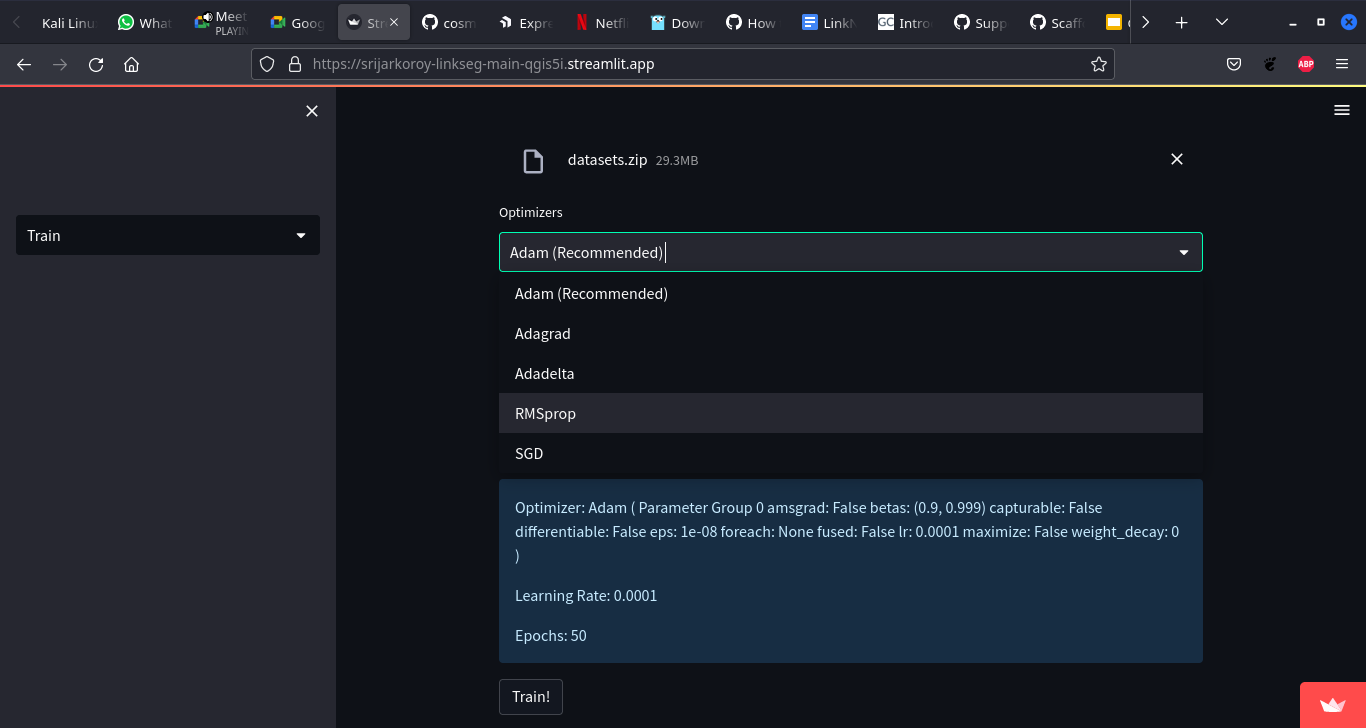 Kali Linu
What
Meet
PLAYIN
Goog
Str
cosm
Expre
Netfl
Dow
How
LinkN
GC
Intro
Supp
Scaff
https://srijarkoroy-linkseg-main-qgis5i.streamlit.app
ABP
datasets.zip 29.3MB
Train
Optimizers
Adam (Recommended)
Adam (Recommended)
Adagrad
Adadelta
RMSprop
SGD
Optimizer: Adam ( Parameter Group 0 amsgrad: False betas: (0.9, 0.999) capturable: False
differentiable: False eps: 1e-08 foreach: None fused: False lr: 0.0001 maximize: False weight_decay: 0
)
Learning Rate: 0.0001
Epochs: 50
Train!